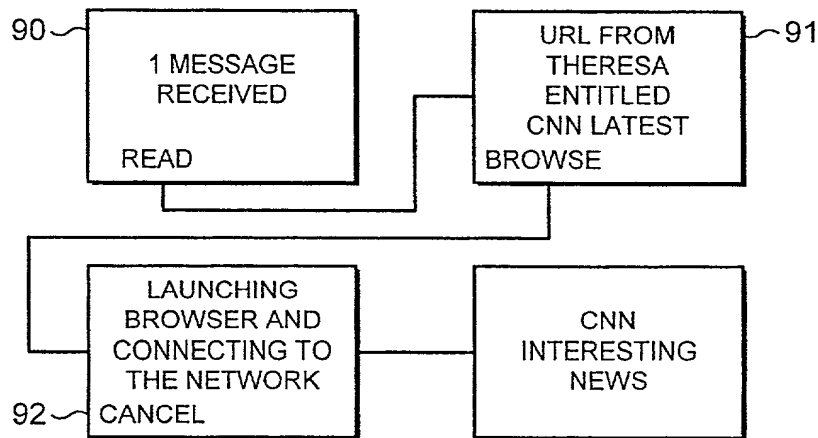 90
1 MESSAGE
RECEIVED
READ
URL FROM
THERESA
ENTITLED
CNN LATEST
BROWSE
91
LAUNCHING
BROWSER AND
CONNECTING TO
THE NETWORK
92
CANCEL
CNN
INTERESTING
NEWS